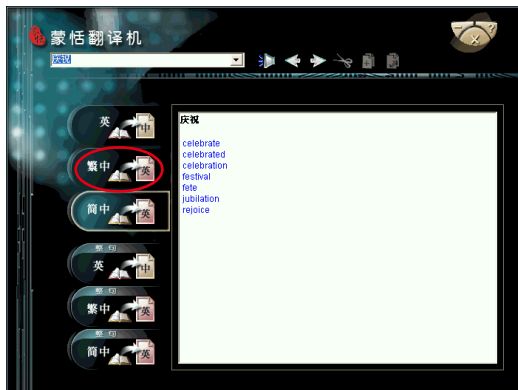 蒙恬翻译机
庆祝
英 中
繁中 英
简中 英
整句
英 中
整句
繁中 英
整句
简中 英
庆祝
celebrate
celebrated
celebration
festival
fete
jubilation
rejoice